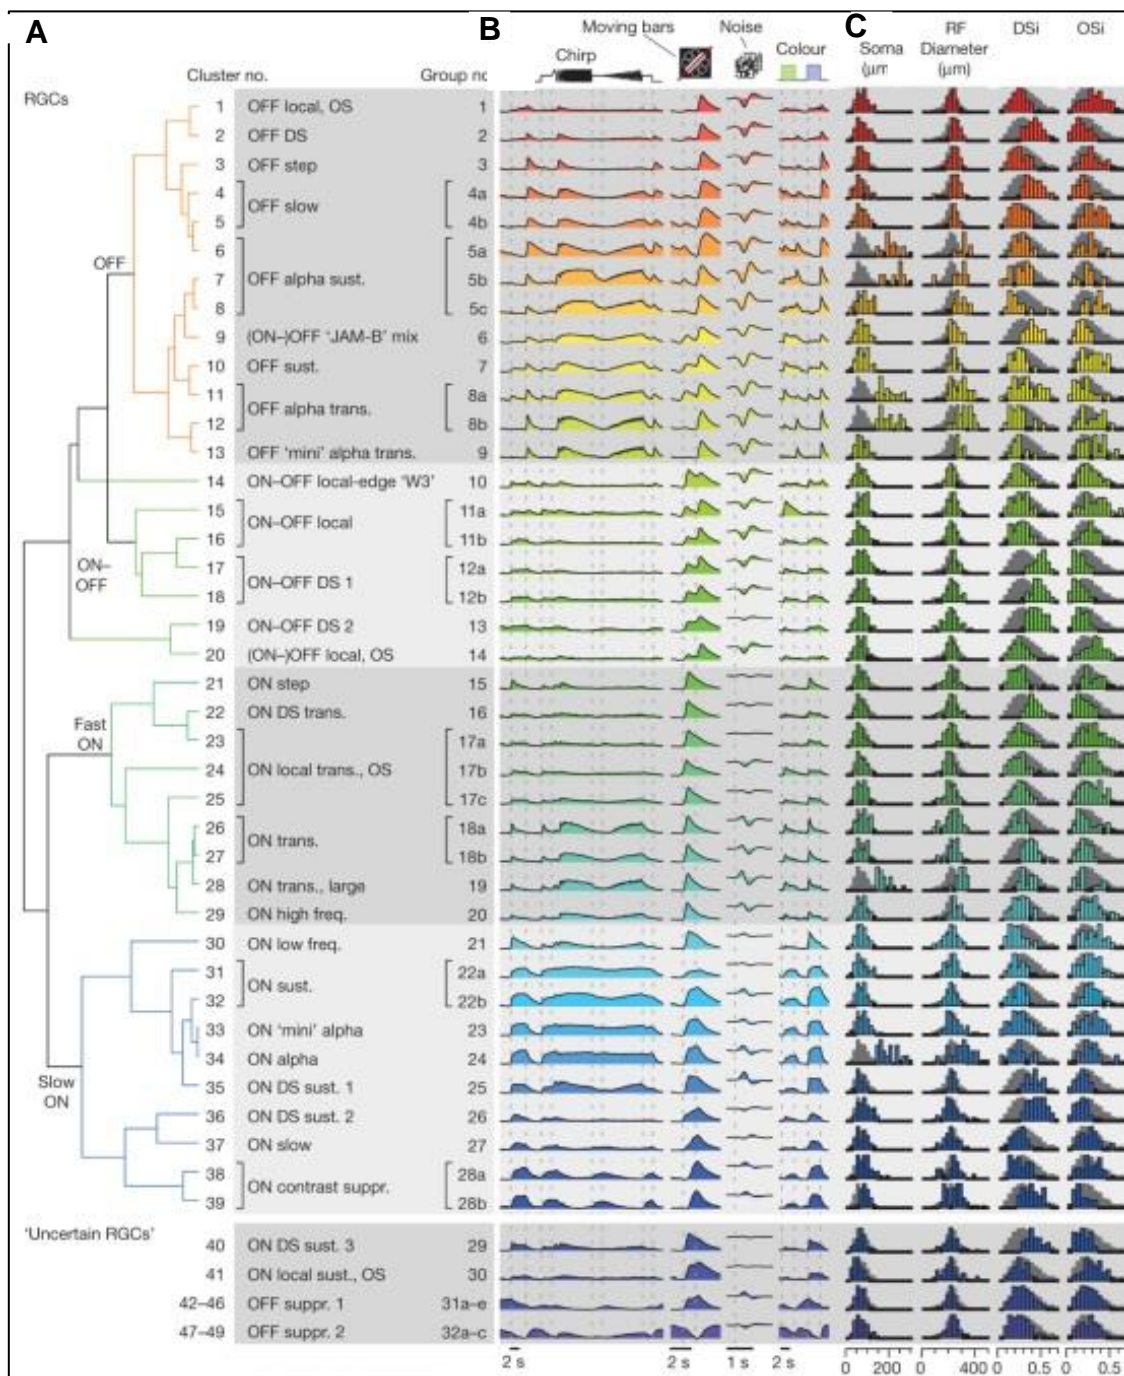 A
B
C
Moving bars
Noise
Chirp
Colour
Soma
(µm
RF
Diameter
(µm)
DSi
OSi
Cluster no.
Group no
RGCs
1 OFF local, OS 1
2 OFF DS 2
3 OFF step 3
4 4a
OFF slow
5 4b
6 5a
OFF
7 OFF alpha sust. 5b
8 5c
9 (ON–)OFF 'JAM-B' mix 6
10 OFF sust. 7
11 8a
OFF alpha trans.
12 8b
13 OFF 'mini' alpha trans. 9
14 ON–OFF local-edge 'W3' 10
15 11a
ON–OFF local
16 11b
ON–
OFF
17 12a
ON–OFF DS 1
18 12b
19 ON–OFF DS 2 13
20 (ON–)OFF local, OS 14
21 ON step 15
22 ON DS trans. 16
Fast
ON
23 17a
24 ON local trans., OS 17b
25 17c
26 18a
ON trans.
27 18b
28 ON trans., large 19
29 ON high freq. 20
30 ON low freq. 21
31 22a
ON sust.
32 22b
33 ON 'mini' alpha 23
34 ON alpha 24
Slow
ON
35 ON DS sust. 1 25
36 ON DS sust. 2 26
37 ON slow 27
38 28a
ON contrast suppr.
39 28b
'Uncertain RGCs'
40 ON DS sust. 3 29
41 ON local sust., OS 30
42–46 OFF suppr. 1 31a–e
47–49 OFF suppr. 2 32a–c
2 s 2 s 1 s 2 s
0 200 0 400 0 0.5 0 0.5